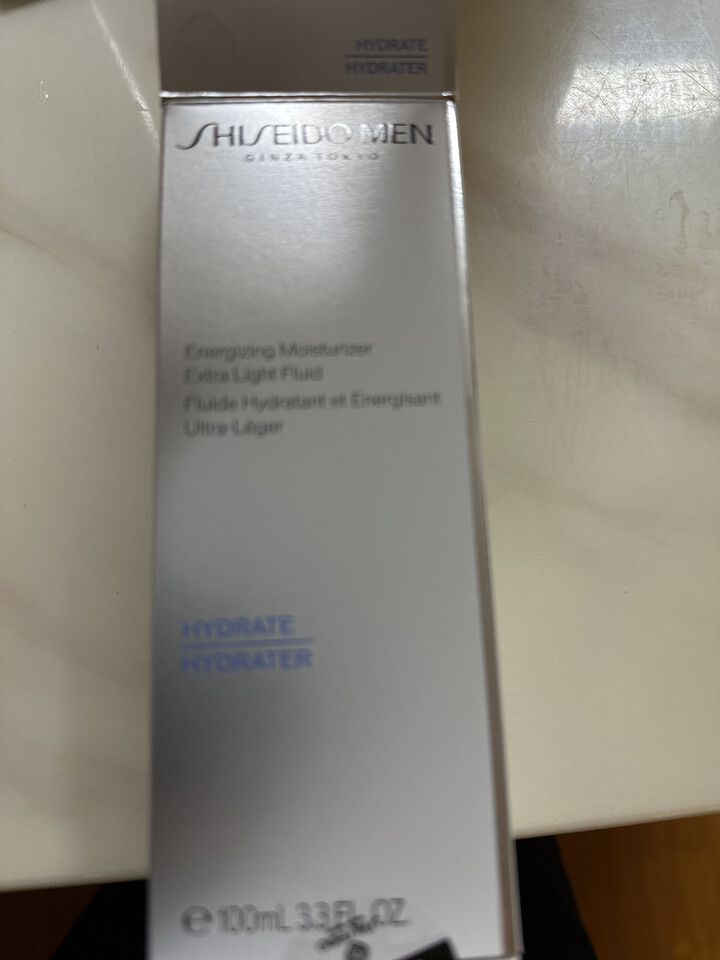 HYDRATE
HYDRATER
SHISEIDO MEN
GINZA TOKYO
Energizing Moisturizer
Extra Light Fluid
Fluide Hydratant et Energisant
Ultra-Léger
HYDRATE
HYDRATER
℮ 100mL 3.3 FL.OZ